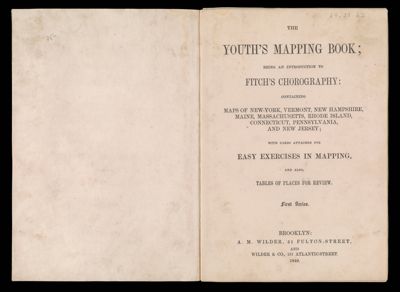 THE
YOUTH'S MAPPING BOOK;
BEING AN INTRODUCTION TO
FITCH'S CHOROGRAPHY:
CONTAINING
MAPS OF NEW-YORK, VERMONT, NEW HAMPSHIRE,
MAINE, MASSACHUSETTS, RHODE ISLAND,
CONNECTICUT, PENNSYLVANIA,
AND NEW JERSEY;
WITH CARDS ATTACHED FOR
EASY EXERCISES IN MAPPING,
AND ALSO,
TABLES OF PLACES FOR REVIEW.
First Series.
BROOKLYN:
A. M. WILDER, 51 FULTON-STREET,
AND
WILDER & CO., 151 ATLANTIC-STREET.